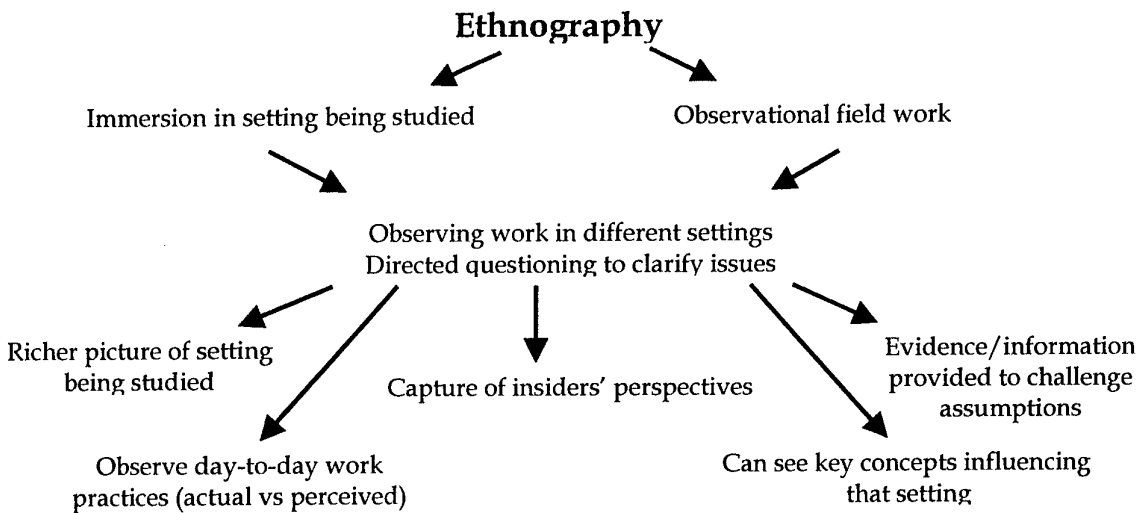 Ethnography
Immersion in setting being studied
Observational field work
Observing work in different settings
Directed questioning to clarify issues
Richer picture of setting
being studied
Capture of insiders' perspectives
Evidence/information
provided to challenge
assumptions
Observe day-to-day work
practices (actual vs perceived)
Can see key concepts influencing
that setting